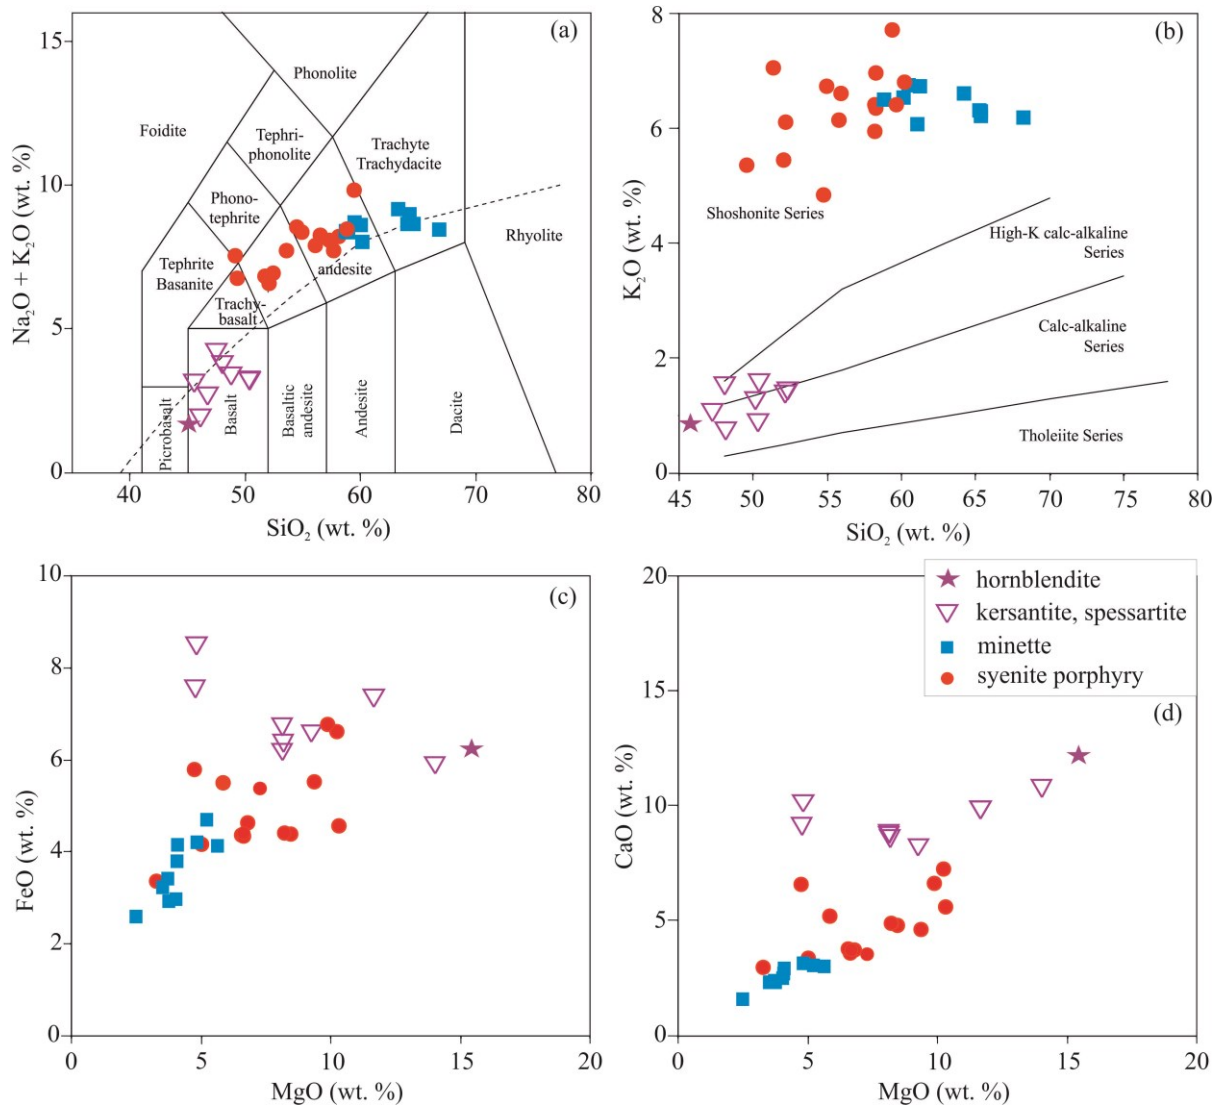 (a)
15
10
5
0
40
50
60
70
80
Na₂O + K₂O (wt. %)
SiO₂ (wt. %)
Foidite
Phonolite
Tephri-
phonolite
Trachyte
Trachydacite
Phono-
tephrite
Tephrite
Basanite
Rhyolite
andesite
Trachy-
basalt
Picrobasalt
Basalt
Basaltic
andesite
Andesite
Dacite
(b)
8
6
4
2
0
45
50
55
60
65
70
75
80
K₂O (wt. %)
SiO₂ (wt. %)
Shoshonite Series
High-K calc-alkaline
Series
Calc-alkaline
Series
Tholeiite Series
(c)
10
8
6
4
2
0
0
5
10
15
20
FeO (wt. %)
MgO (wt. %)
hornblendite
kersantite, spessartite
minette
syenite porphyry
(d)
20
15
10
5
0
0
5
10
15
20
CaO (wt. %)
MgO (wt. %)